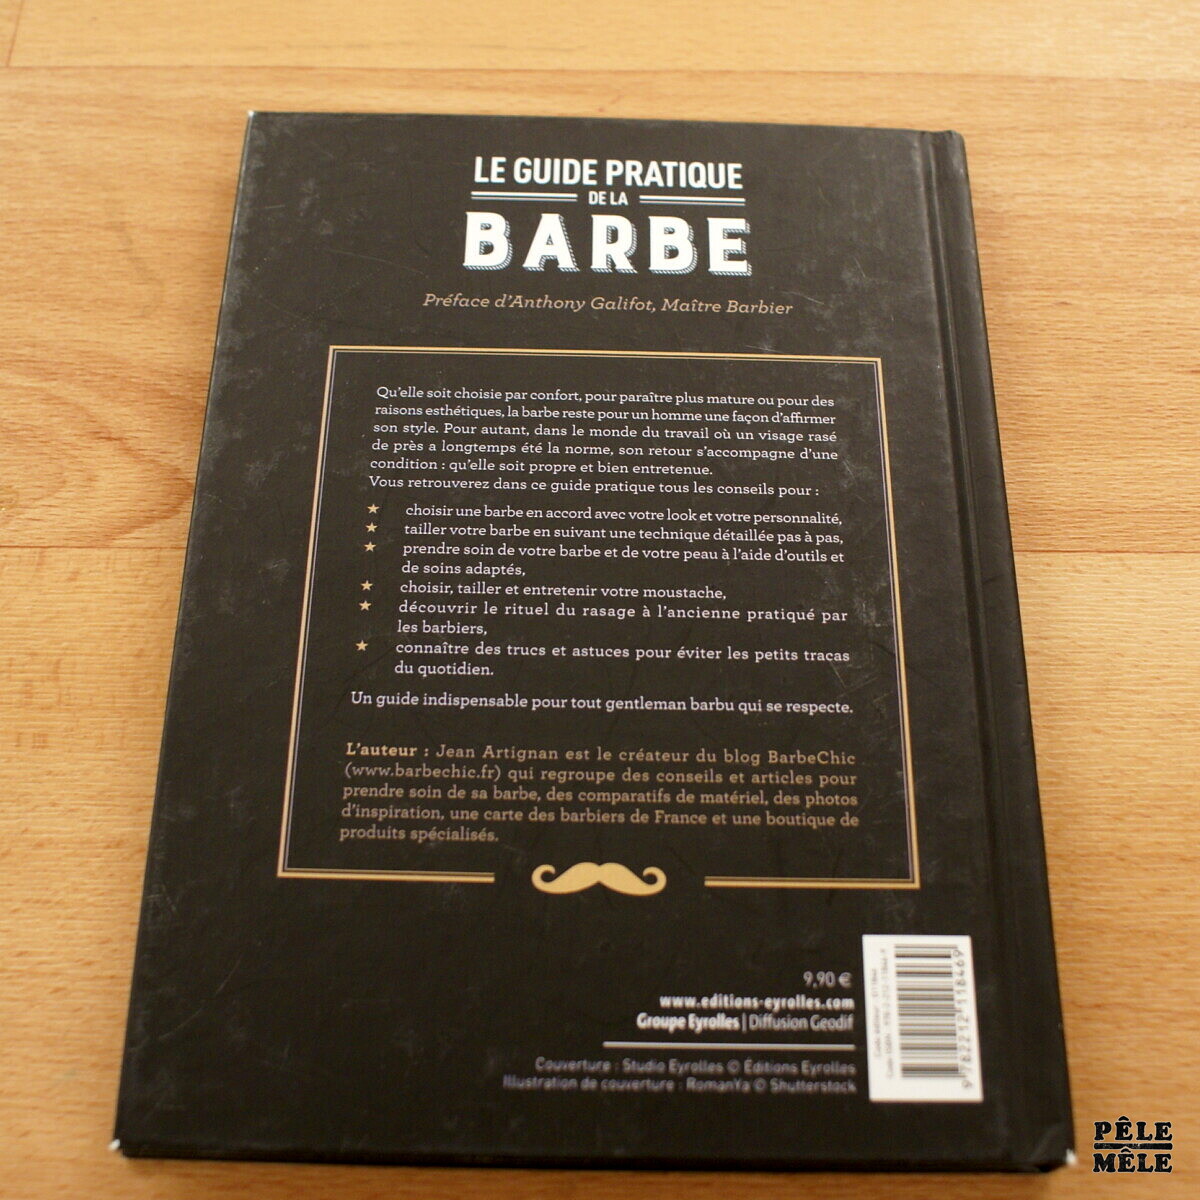 LE GUIDE PRATIQUE
DE LA
BARBE
Préface d'Anthony Galifot, Maître Barbier
Qu'elle soit choisie par confort, pour paraître plus mature ou pour des
raisons esthétiques, la barbe reste pour un homme une façon d'affirmer
son style. Pour autant, dans le monde du travail où un visage rasé
de près a longtemps été la norme, son retour s'accompagne d'une
condition : qu'elle soit propre et bien entretenue.
Vous retrouverez dans ce guide pratique tous les conseils pour :
★ choisir une barbe en accord avec votre look et votre personnalité,
★ tailler votre barbe en suivant une technique détaillée pas à pas,
★ prendre soin de votre barbe et de votre peau à l'aide d'outils et
de soins adaptés,
★ choisir, tailler et entretenir votre moustache,
★ découvrir le rituel du rasage à l'ancienne pratiqué par
les barbiers,
★ connaître des trucs et astuces pour éviter les petits tracas
du quotidien.
Un guide indispensable pour tout gentleman barbu qui se respecte.
L'auteur : Jean Artignan est le créateur du blog BarbeChic
(www.barbechic.fr) qui regroupe des conseils et articles pour
prendre soin de sa barbe, des comparatifs de matériel, des photos
d'inspiration, une carte des barbiers de France et une boutique de
produits spécialisés.
9,90 €
www.editions-eyrolles.com
Groupe Eyrolles | Diffusion Geodif
Couverture : Studio Eyrolles © Éditions Eyrolles
Illustration de couverture : RomanYa © Shutterstock
9 782212 118469
PÊLE
MÊLE